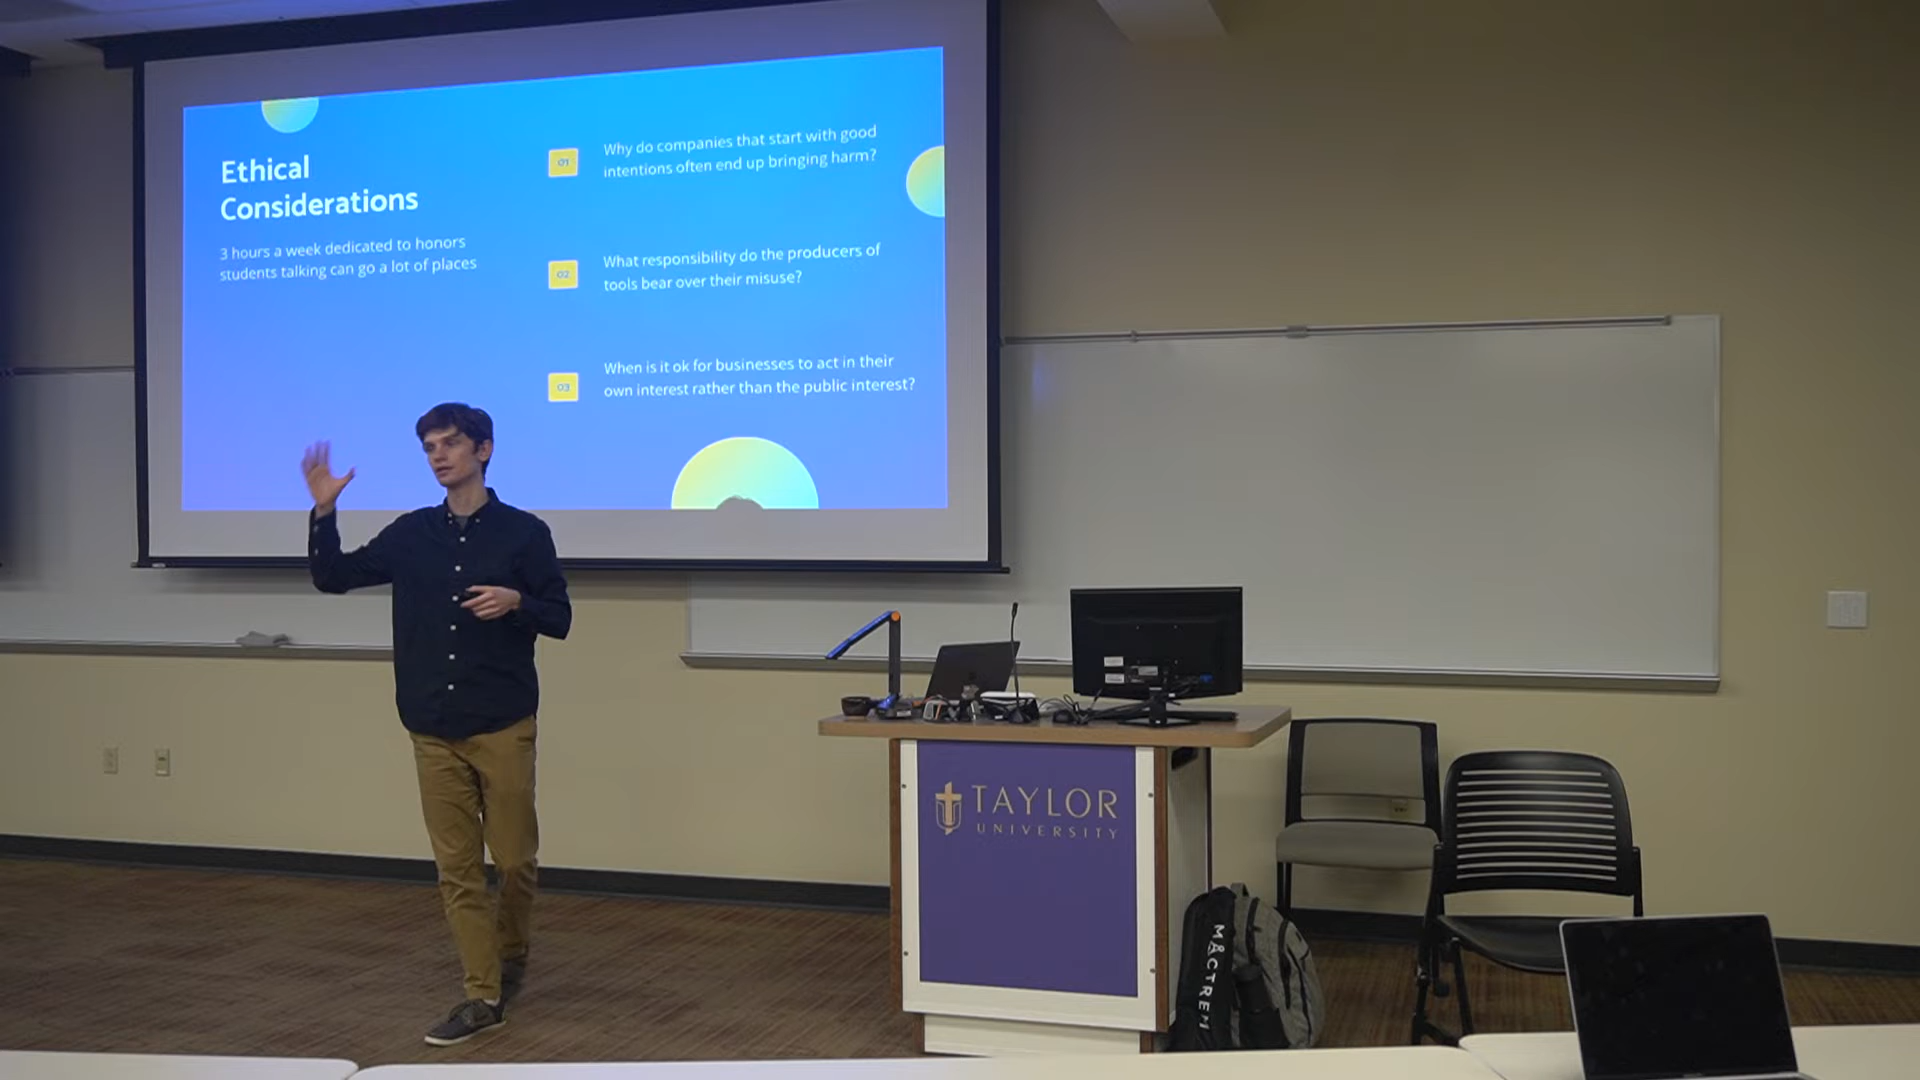 Ethical
Considerations
3 hours a week dedicated to honors
students talking can go a lot of places
01
Why do companies that start with good
intentions often end up bringing harm?
02
What responsibility do the producers of
tools bear over their misuse?
03
When is it ok for businesses to act in their
own interest rather than the public interest?
TAYLOR
UNIVERSITY